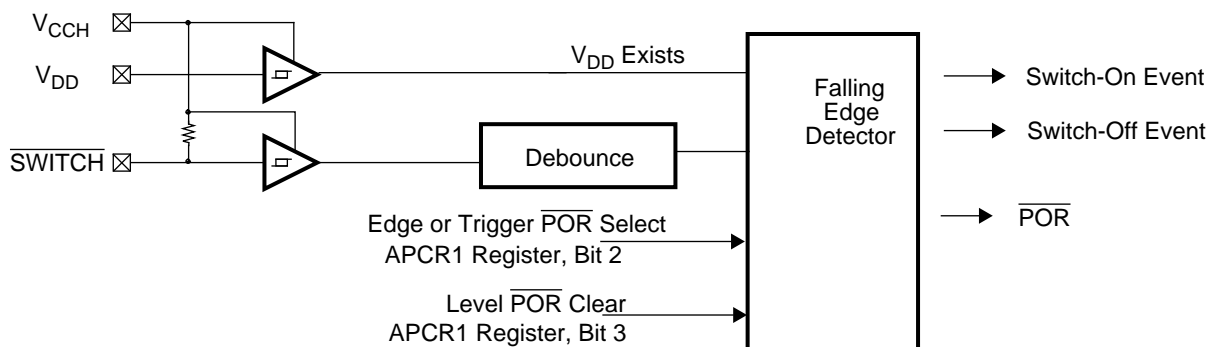 VCCH
VDD
SWITCH
VDD Exists
Debounce
Edge or Trigger POR Select
APCR1 Register, Bit 2
Level POR Clear
APCR1 Register, Bit 3
Falling
Edge
Detector
Switch-On Event
Switch-Off Event
POR